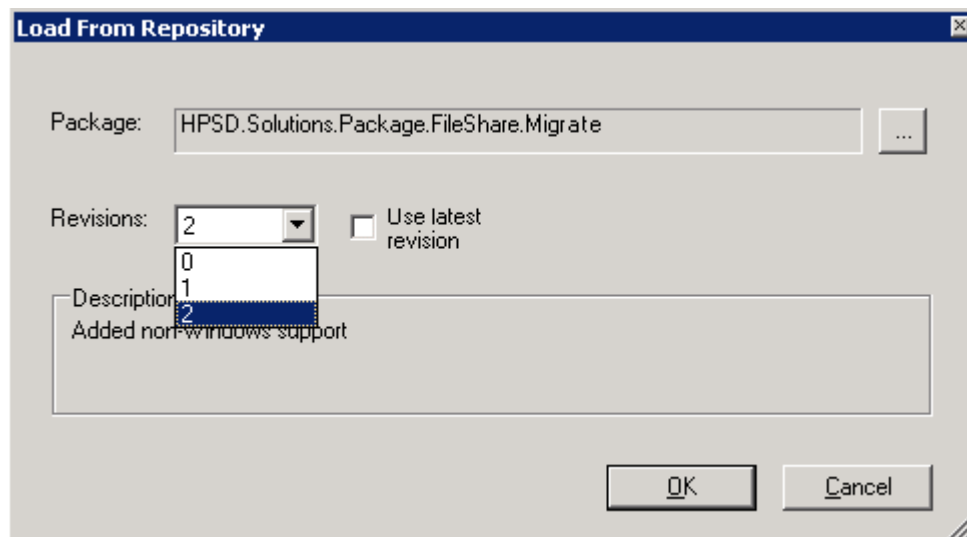 Load From Repository
Package:
HPSD.Solutions.Package.FileShare.Migrate
...
Revisions:
2
Use latest
revision
0
1
2
Description
Added non-windows support
OK
Cancel